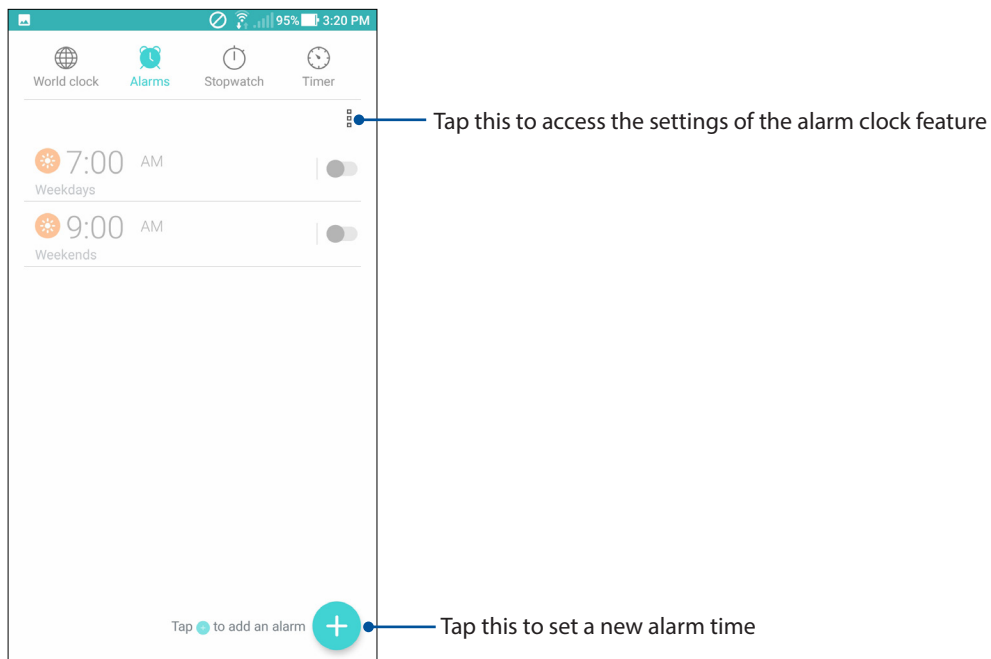 95% 3:20 PM
World clock Alarms Stopwatch Timer
Tap this to access the settings of the alarm clock feature
7:00 AM
Weekdays
9:00 AM
Weekends
Tap to add an alarm
Tap this to set a new alarm time